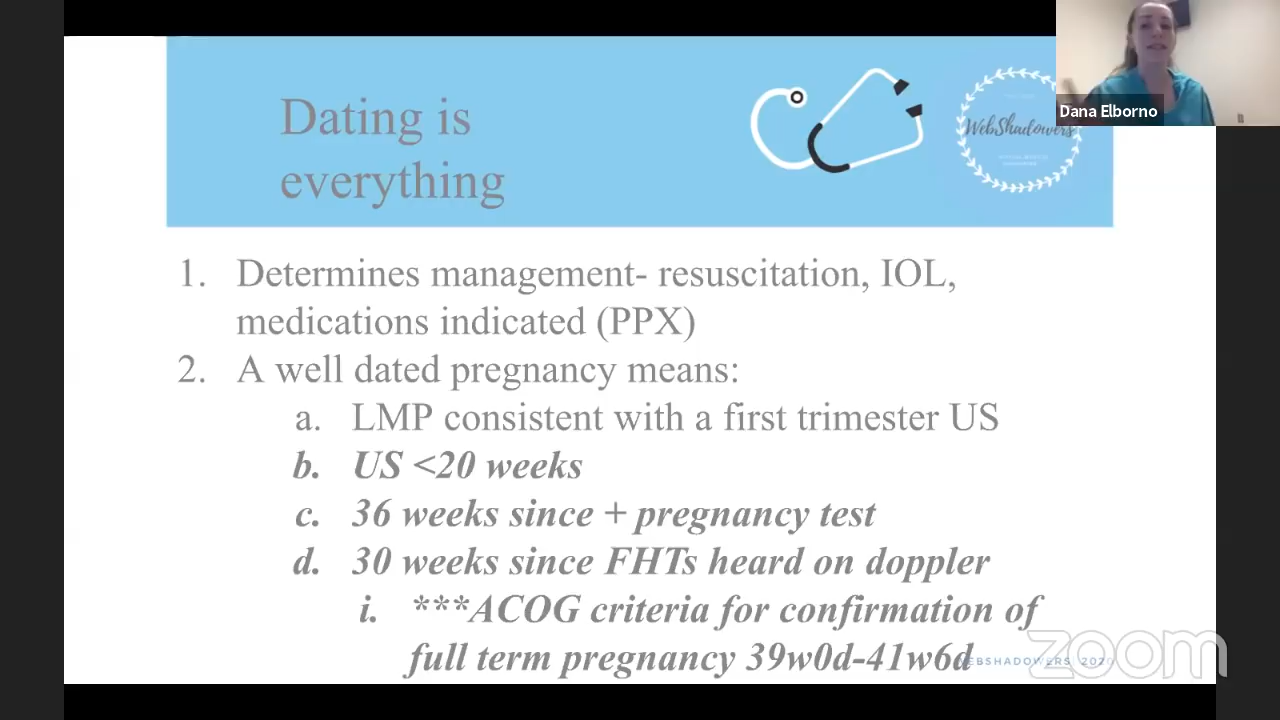 Dating is
everything
WebShadowers
Dana Elborno
1. Determines management- resuscitation, IOL,
medications indicated (PPX)
2. A well dated pregnancy means:
a. LMP consistent with a first trimester US
b. US <20 weeks
c. 36 weeks since + pregnancy test
d. 30 weeks since FHTs heard on doppler
i. ***ACOG criteria for confirmation of
full term pregnancy 39w0d-41w6d
WEBSHADOWERS 2020
zoom